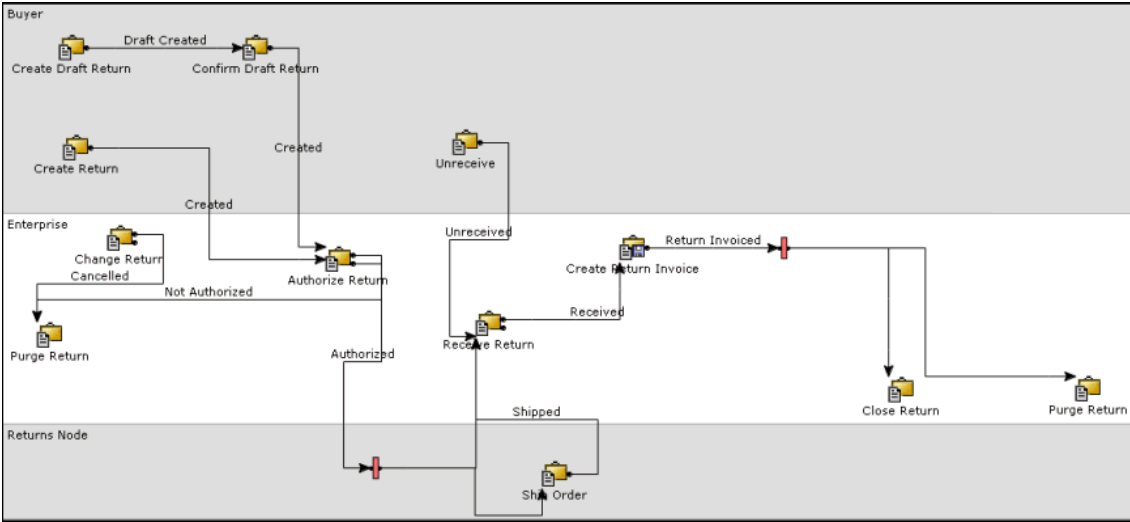 Buyer
Draft Created
Create Draft Return
Confirm Draft Return
Created
Create Return
Unreceive
Created
Enterprise
Unreceived
Return Invoiced
Change Return
Create Return Invoice
Cancelled
Authorize Return
Not Authorized
Received
Receive Return
Purge Return
Authorized
Close Return
Purge Return
Shipped
Returns Node
Ship Order